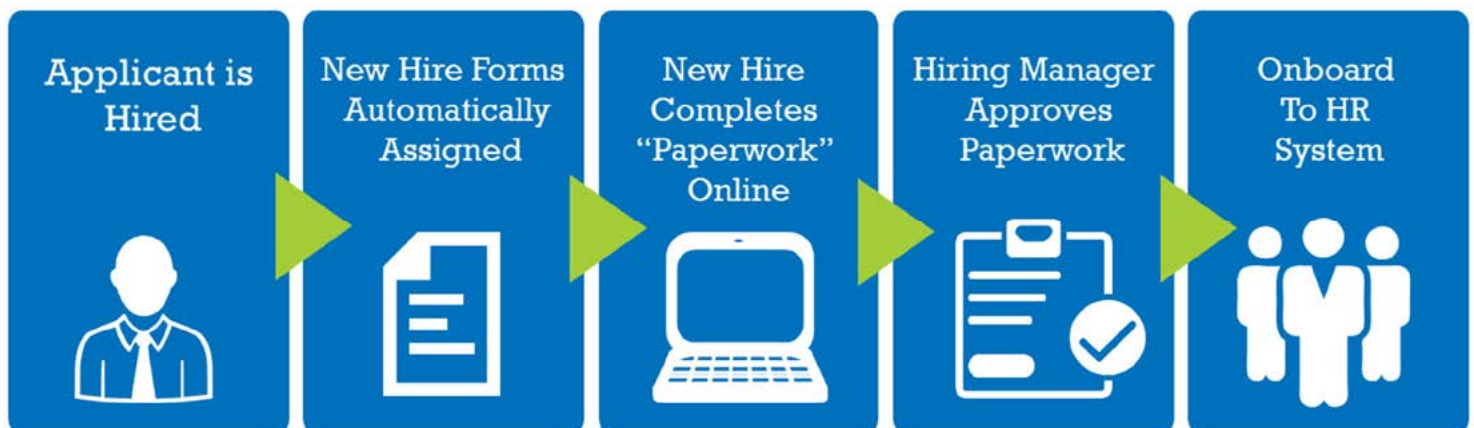 Applicant is
Hired
New Hire Forms
Automatically
Assigned
New Hire
Completes
“Paperwork”
Online
Hiring Manager
Approves
Paperwork
Onboard
To HR
System